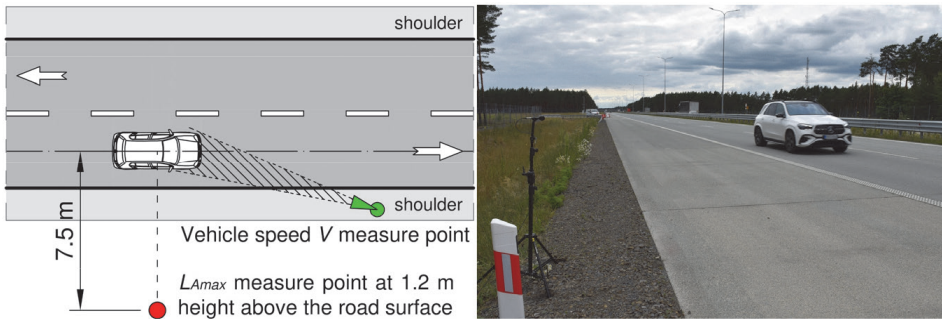 shoulder
shoulder
Vehicle speed V measure point
7.5 m
LAmax measure point at 1.2 m
height above the road surface